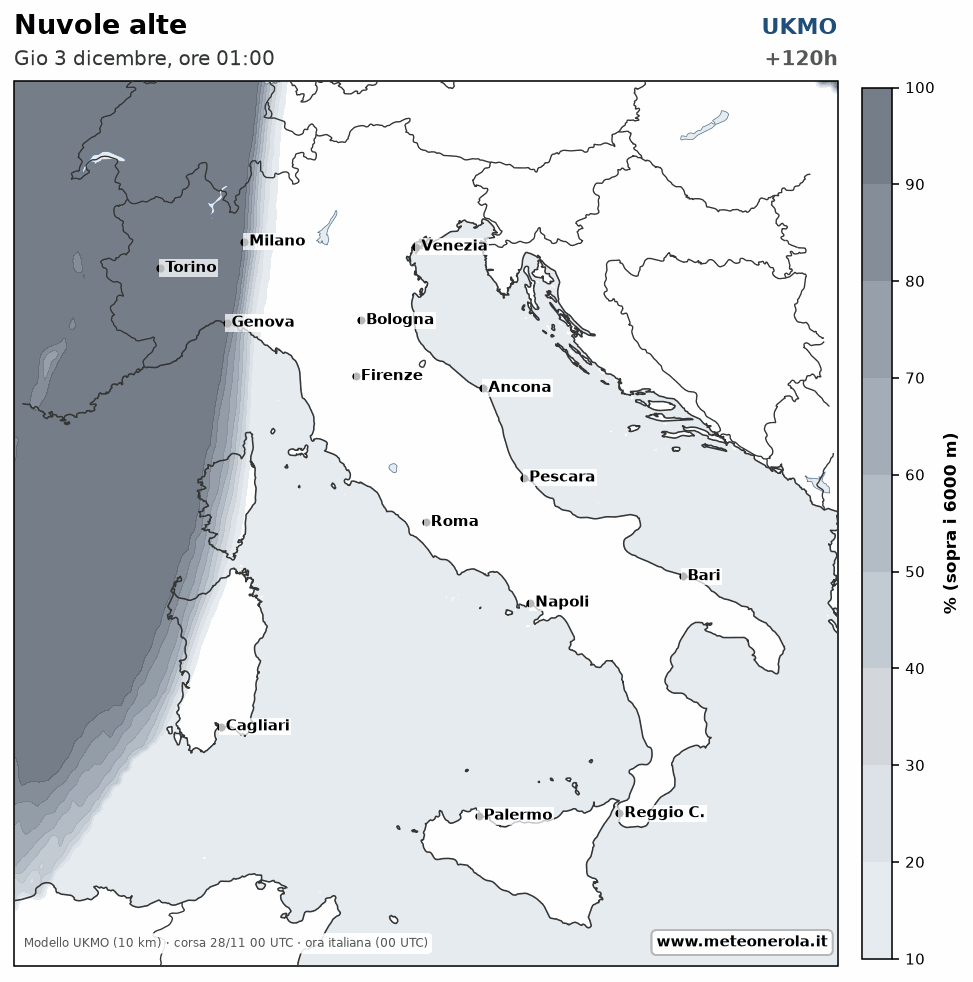 Nuvole alte
UKMO
Gio 3 dicembre, ore 01:00
+120h
100
90
80
70
60
50
40
30
20
10
% (sopra i 6000 m)
Milano
Venezia
Torino
Genova
Bologna
Firenze
Ancona
Pescara
Roma
Bari
Napoli
Cagliari
Palermo
Reggio C.
Modello UKMO (10 km) · corsa 28/11 00 UTC · ora italiana (00 UTC)
www.meteonerola.it